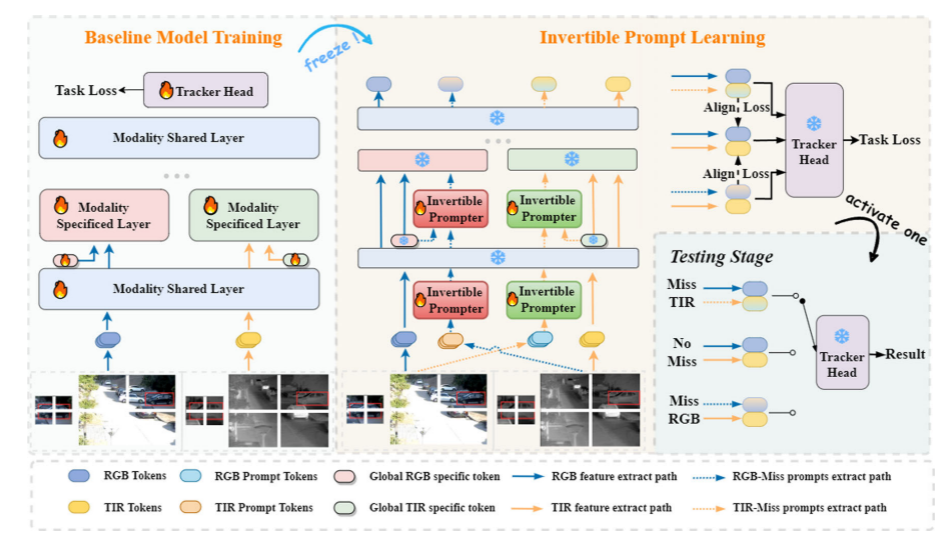 Baseline Model Training
freeze !
Invertible Prompt Learning
Task Loss
Tracker Head
Modality Shared Layer
...
Modality
Specificed Layer
Modality
Specificed Layer
Modality Shared Layer
...
Invertible
Prompter
Invertible
Prompter
Invertible
Prompter
Invertible
Prompter
Align Loss
Align Loss
Tracker
Head
Task Loss
activate one
Testing Stage
Miss
TIR
No
Miss
Miss
RGB
Tracker
Head
Result
RGB Tokens
RGB Prompt Tokens
Global RGB specific token
RGB feature extract path
RGB-Miss prompts extract path
TIR Tokens
TIR Prompt Tokens
Global TIR specific token
TIR feature extract path
TIR-Miss prompts extract path